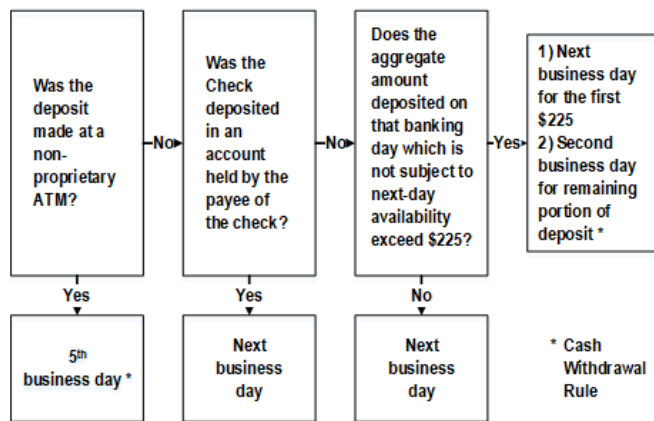 Was the
deposit
made at a
non-
proprietary
ATM?
No
Was the
Check
deposited
in an
account
held by the
payee of
the check?
No
Does the
aggregate
amount
deposited on
that banking
day which is
not subject to
next-day
availability
exceed $225?
Yes
1) Next
business day
for the first
$225
2) Second
business day
for remaining
portion of
deposit *
Yes
Yes
No
5th
business day *
Next
business
day
Next
business
day
* Cash
Withdrawal
Rule